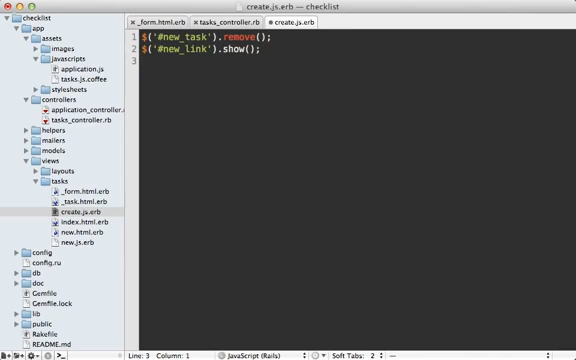 create.js.erb — checklist
checklist
app
assets
images
javascripts
application.js
tasks.js.coffee
stylesheets
controllers
application_controller.r
tasks_controller.rb
helpers
mailers
models
views
layouts
tasks
_form.html.erb
_task.html.erb
create.js.erb
index.html.erb
new.html.erb
new.js.erb
config
config.ru
db
doc
Gemfile
Gemfile.lock
lib
public
Rakefile
README.md
_form.html.erb
tasks_controller.rb
create.js.erb
1 $('#new_task').remove();
2 $('#new_link').show();
3
Line: 3 Column: 1 JavaScript (Rails) Soft Tabs: 2 —